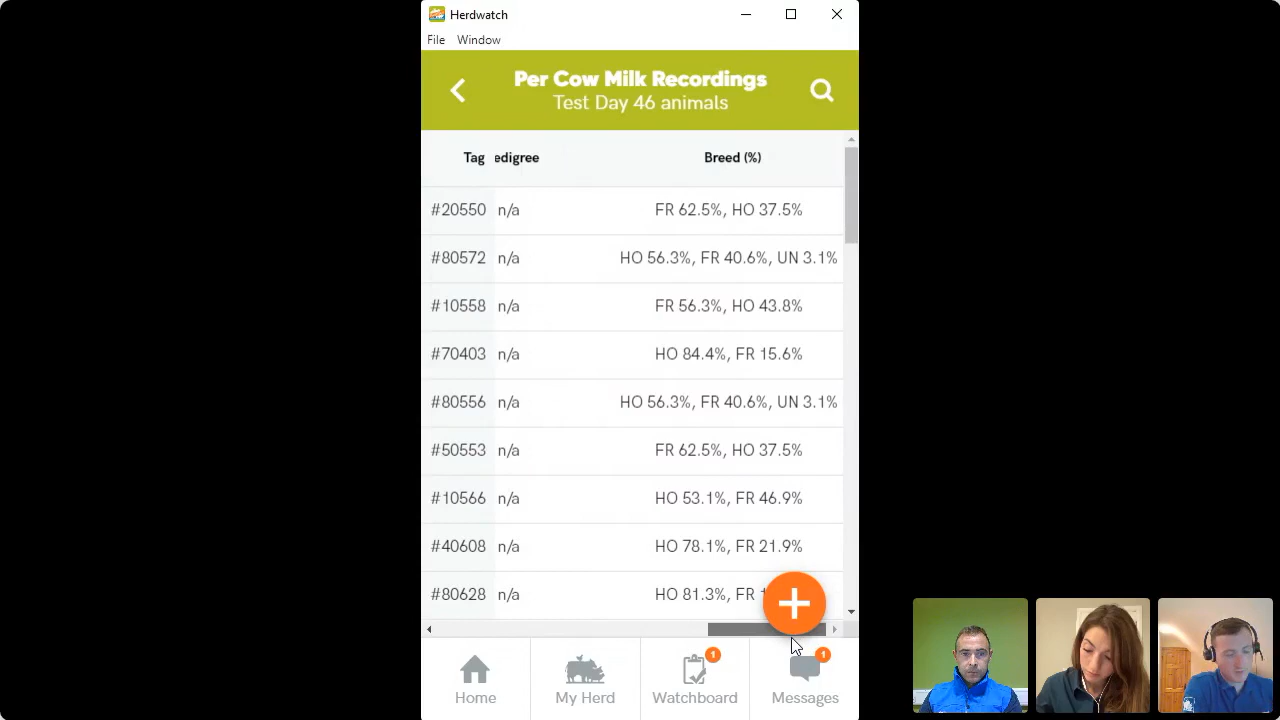 Herdwatch
File Window
Per Cow Milk Recordings
Test Day 46 animals
Tag edigree Breed (%)
#20550 n/a FR 62.5%, HO 37.5%
#80572 n/a HO 56.3%, FR 40.6%, UN 3.1%
#10558 n/a FR 56.3%, HO 43.8%
#70403 n/a HO 84.4%, FR 15.6%
#80556 n/a HO 56.3%, FR 40.6%, UN 3.1%
#50553 n/a FR 62.5%, HO 37.5%
#10566 n/a HO 53.1%, FR 46.9%
#40608 n/a HO 78.1%, FR 21.9%
#80628 n/a HO 81.3%, FR
1 1
Home My Herd Watchboard Messages